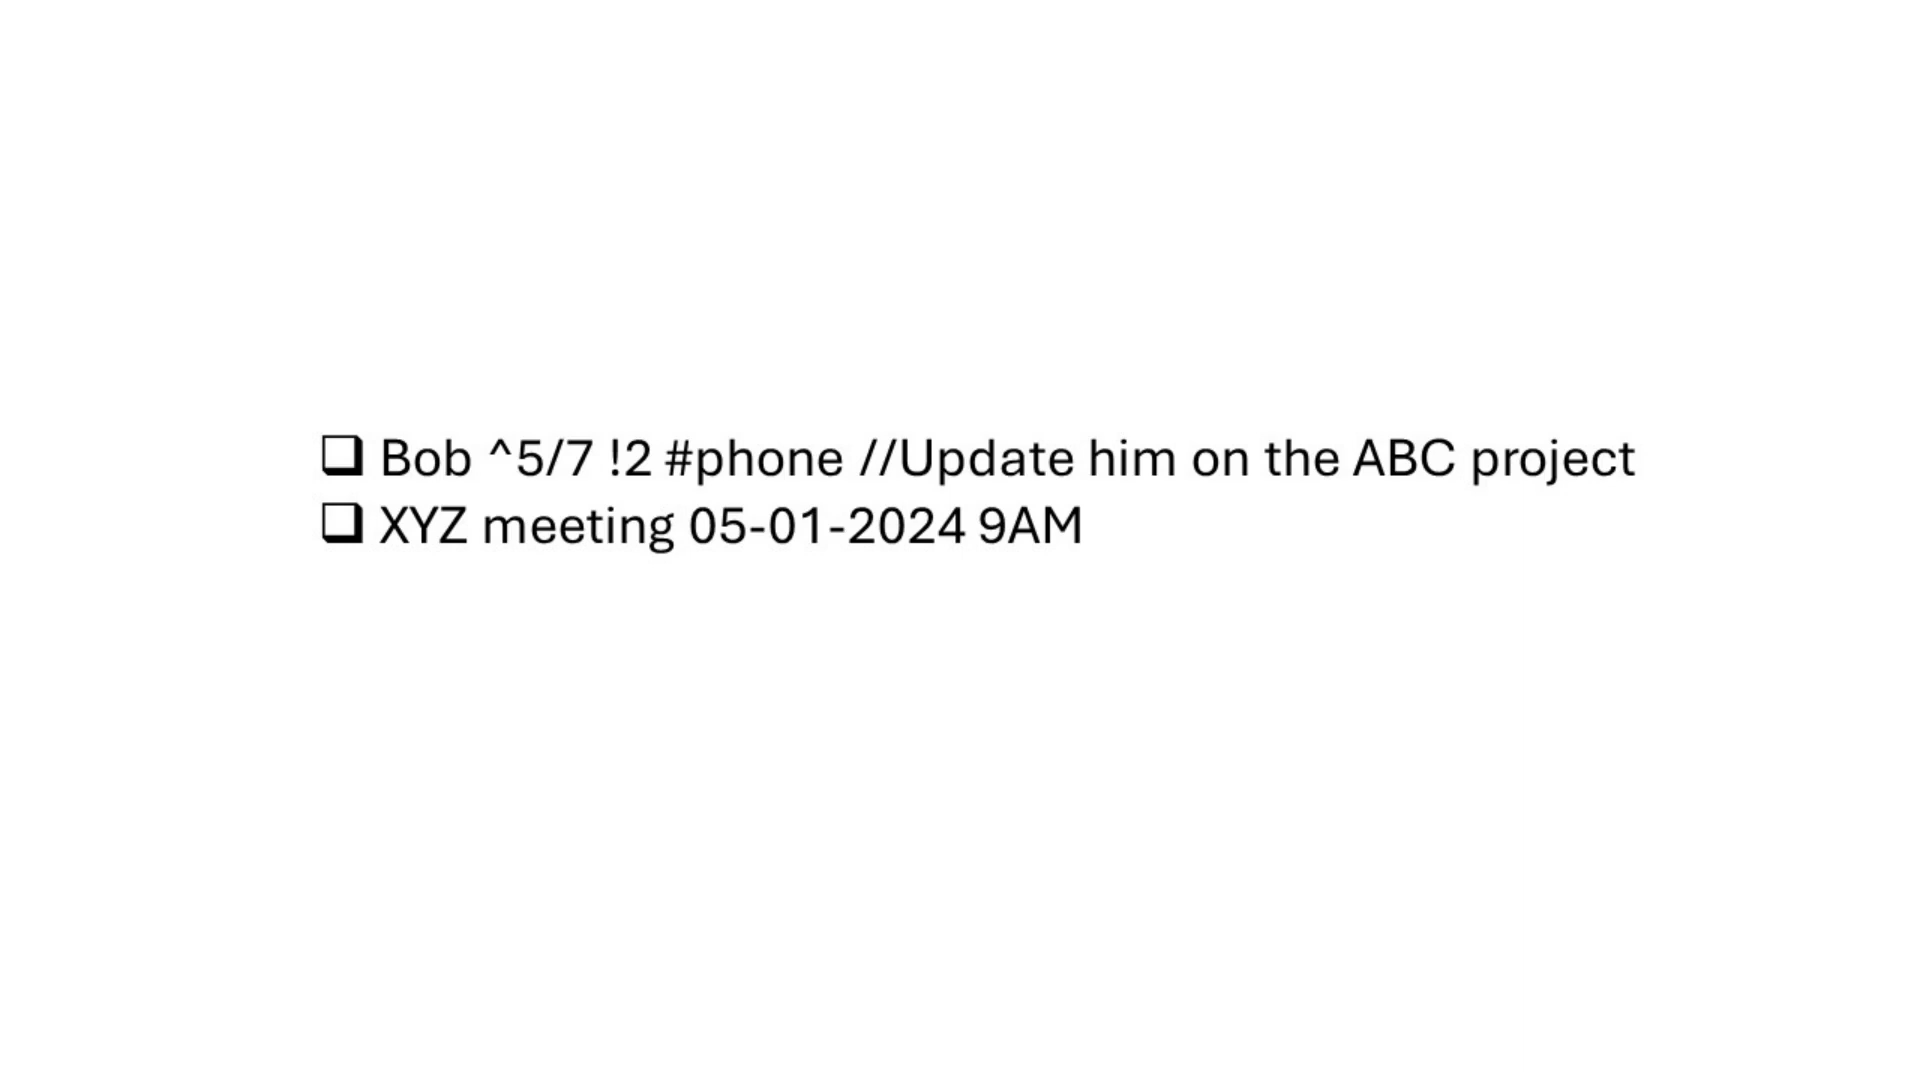 ❑ Bob ^5/7 !2 #phone //Update him on the ABC project
❑ XYZ meeting 05-01-2024 9AM